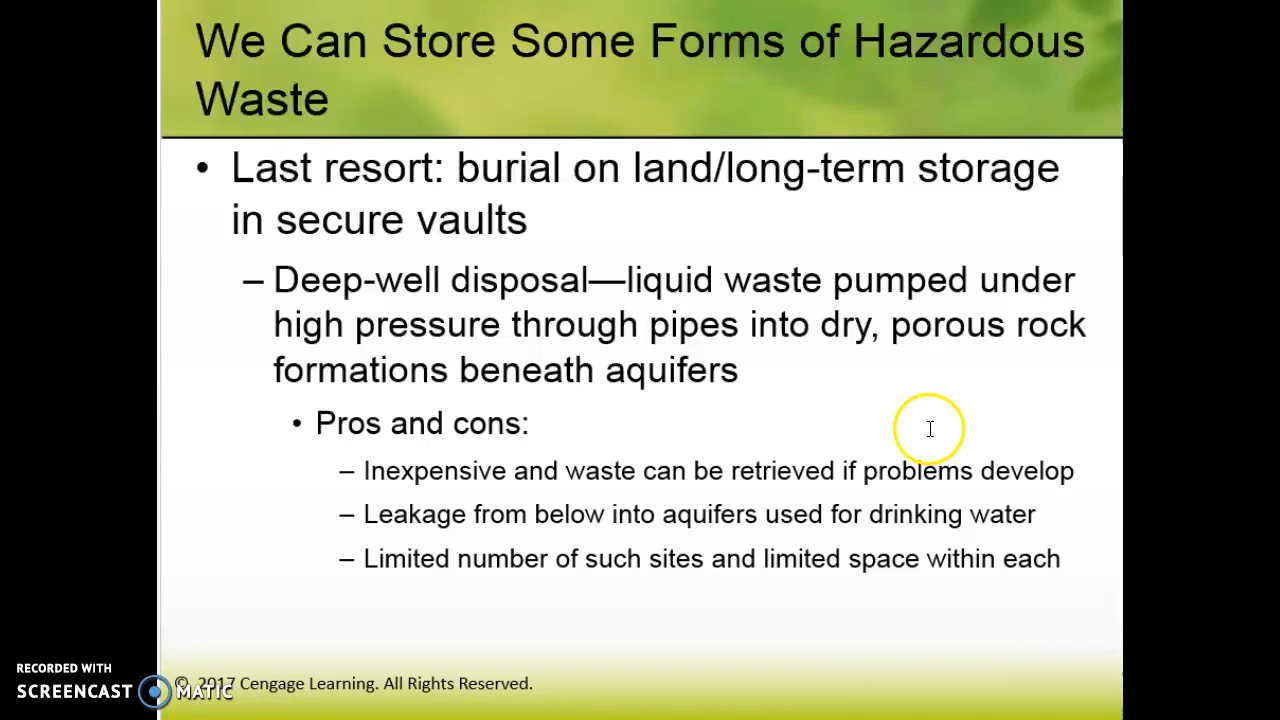 We Can Store Some Forms of Hazardous
Waste
• Last resort: burial on land/long-term storage
in secure vaults
– Deep-well disposal—liquid waste pumped under
high pressure through pipes into dry, porous rock
formations beneath aquifers
• Pros and cons:
– Inexpensive and waste can be retrieved if problems develop
– Leakage from below into aquifers used for drinking water
– Limited number of such sites and limited space within each
© 2017 Cengage Learning. All Rights Reserved.
RECORDED WITH
SCREENCAST MATIC